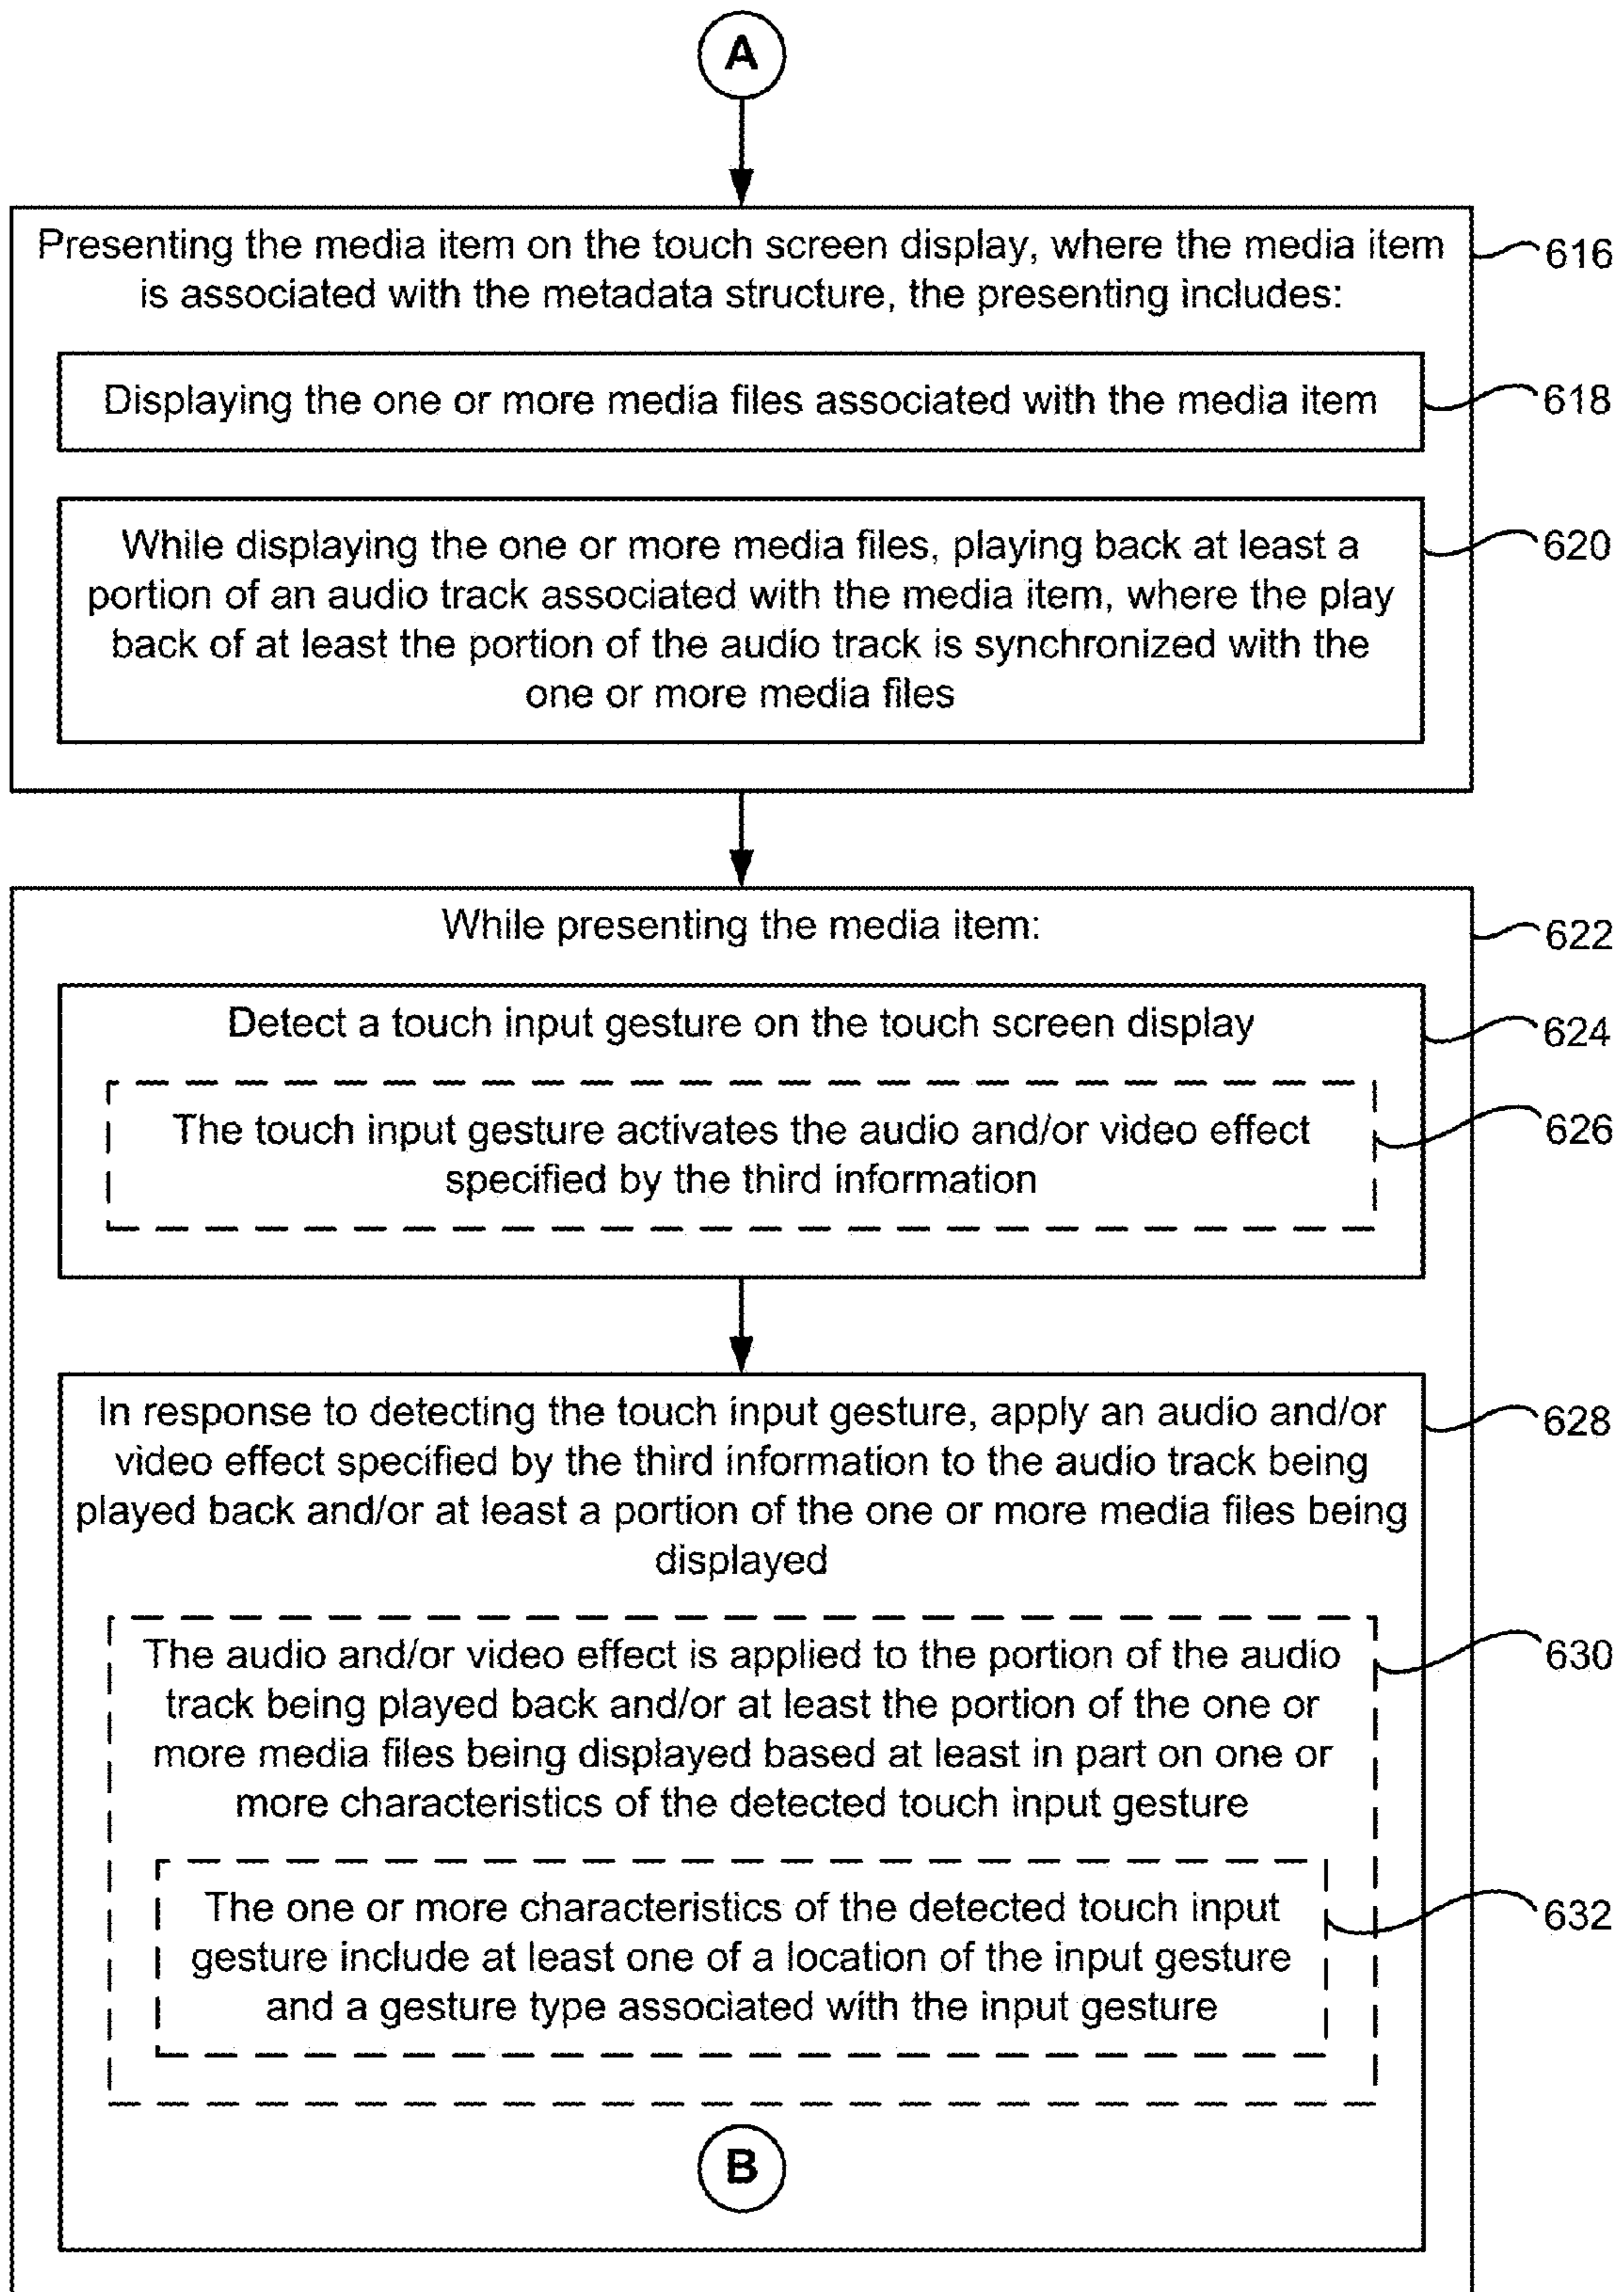 A
Presenting the media item on the touch screen display, where the media item
is associated with the metadata structure, the presenting includes:
616
Displaying the one or more media files associated with the media item
618
While displaying the one or more media files, playing back at least a
portion of an audio track associated with the media item, where the play
back of at least the portion of the audio track is synchronized with the
one or more media files
620
While presenting the media item:
622
Detect a touch input gesture on the touch screen display
624
The touch input gesture activates the audio and/or video effect
specified by the third information
626
In response to detecting the touch input gesture, apply an audio and/or
video effect specified by the third information to the audio track being
played back and/or at least a portion of the one or more media files being
displayed
628
The audio and/or video effect is applied to the portion of the audio
track being played back and/or at least the portion of the one or
more media files being displayed based at least in part on one or
more characteristics of the detected touch input gesture
630
The one or more characteristics of the detected touch input
gesture include at least one of a location of the input gesture
and a gesture type associated with the input gesture
632
B